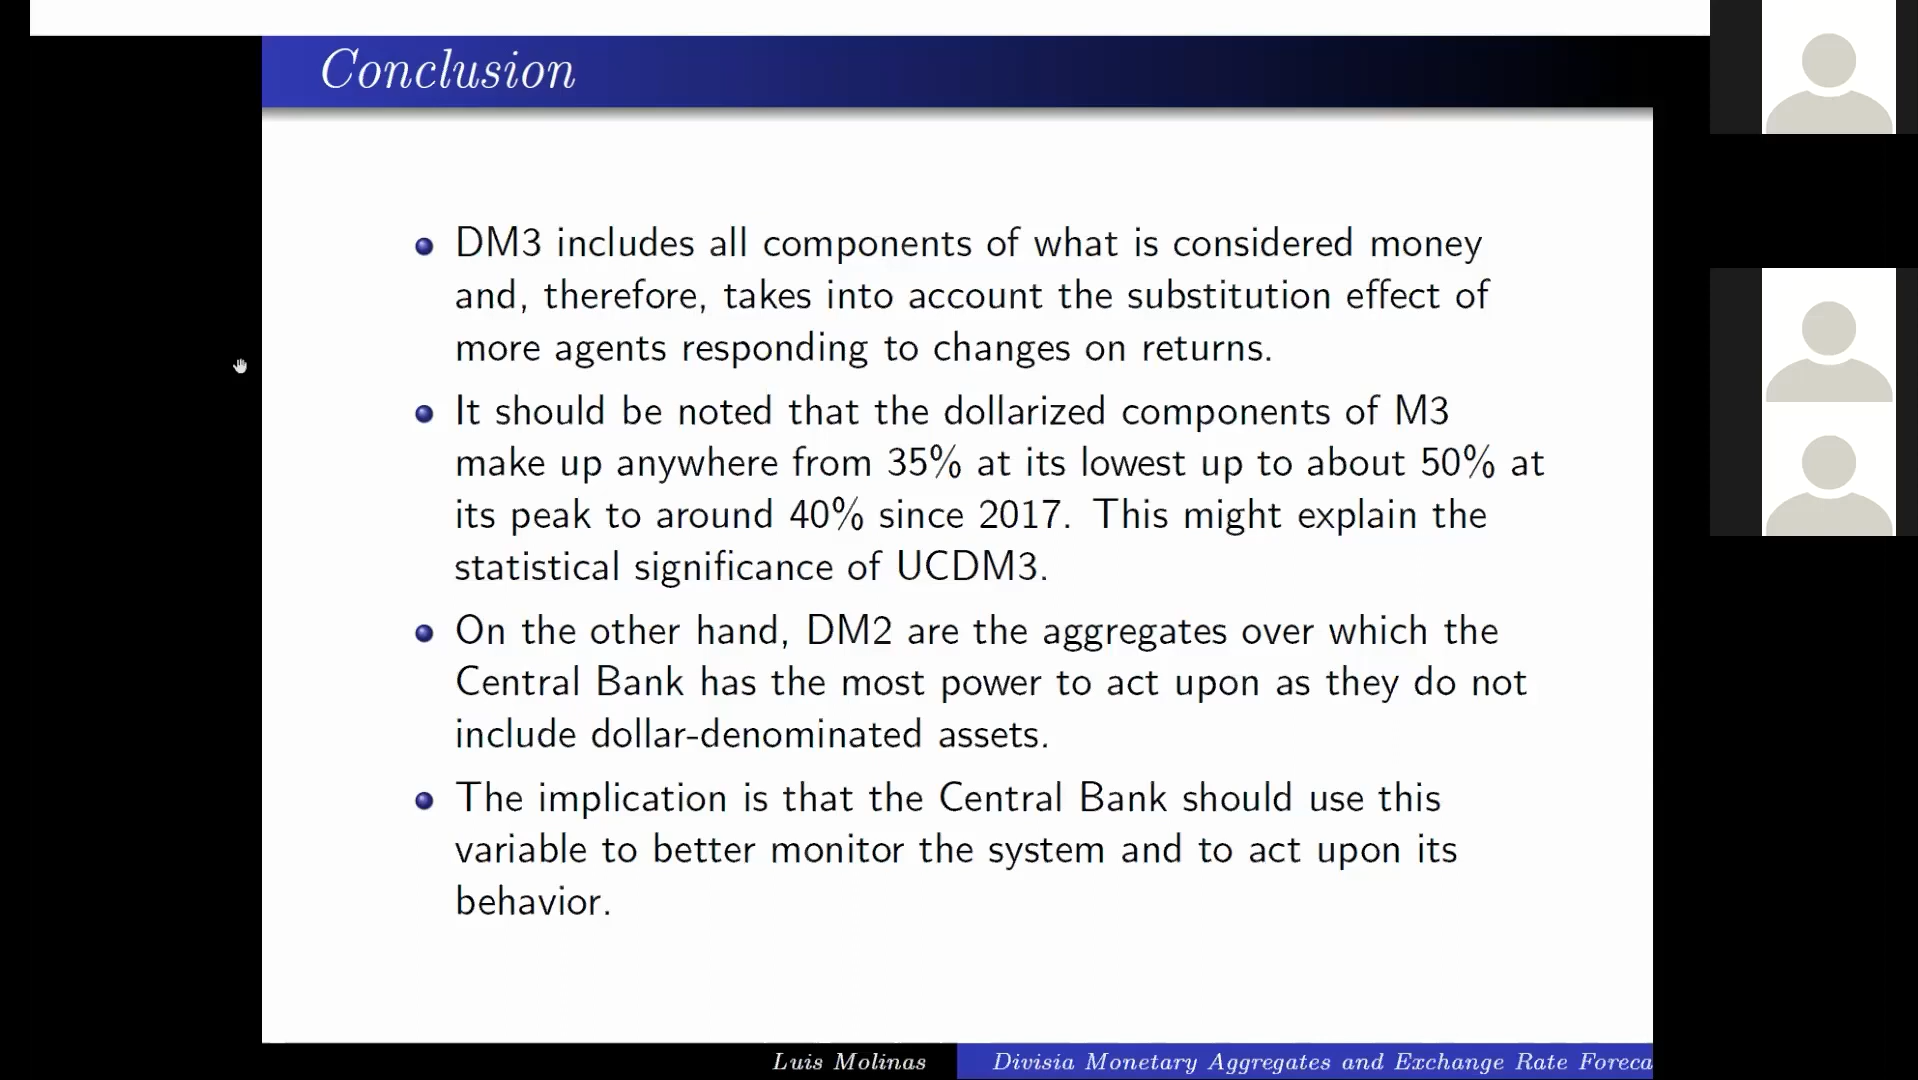 Conclusion
DM3 includes all components of what is considered money
and, therefore, takes into account the substitution effect of
more agents responding to changes on returns.
It should be noted that the dollarized components of M3
make up anywhere from 35% at its lowest up to about 50% at
its peak to around 40% since 2017. This might explain the
statistical significance of UCDM3.
On the other hand, DM2 are the aggregates over which the
Central Bank has the most power to act upon as they do not
include dollar-denominated assets.
The implication is that the Central Bank should use this
variable to better monitor the system and to act upon its
behavior.
Luis Molinas
Divisia Monetary Aggregates and Exchange Rate Foreca